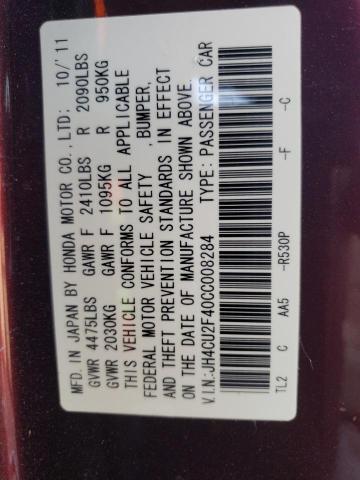 MFD. IN JAPAN BY HONDA MOTOR CO., LTD: 10/'11
GVWR 4475LBS GAWR F 2410LBS R 2090LBS
GVWR 2030KG GAWR F 1095KG R 950KG
THIS VEHICLE CONFORMS TO ALL APPLICABLE
FEDERAL MOTOR VEHICLE SAFETY , BUMPER,
AND THEFT PREVENTION STANDARDS IN EFFECT
ON THE DATE OF MANUFACTURE SHOWN ABOVE.
V.I.N.:JH4CU2F40CC008284 TYPE: PASSENGER CAR
TL2 C AA5 -R530P -F -C